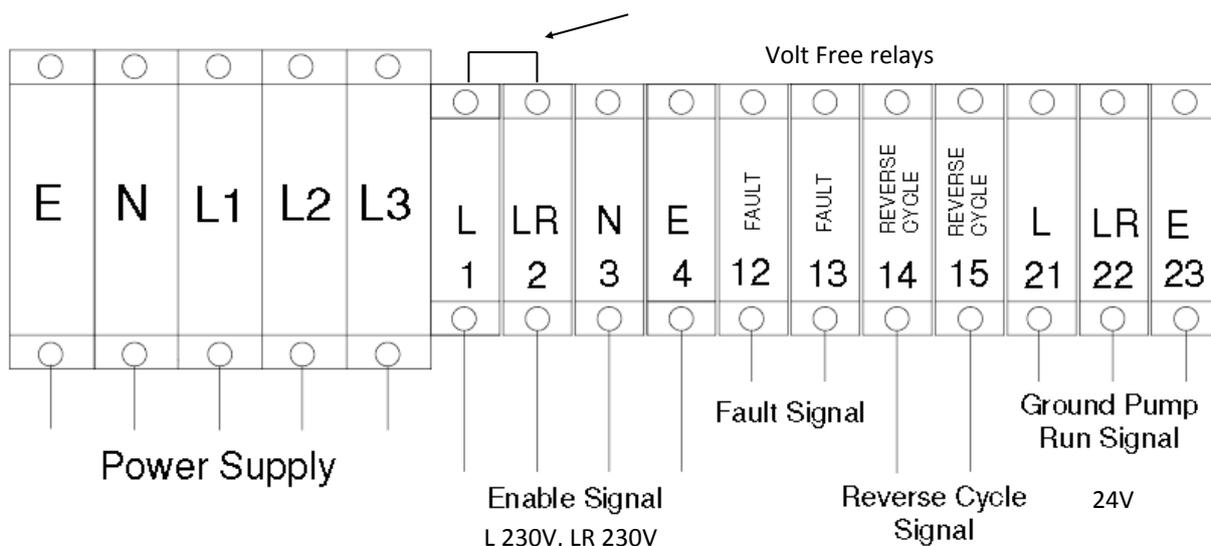 Volt Free relays
E N L1 L2 L3
L 1
LR 2
N 3
E 4
FAULT 12
FAULT 13
REVERSE CYCLE 14
REVERSE CYCLE 15
L 21
LR 22
E 23
Power Supply
Enable Signal
L 230V, LR 230V
Fault Signal
Reverse Cycle
Signal
Ground Pump
Run Signal
24V